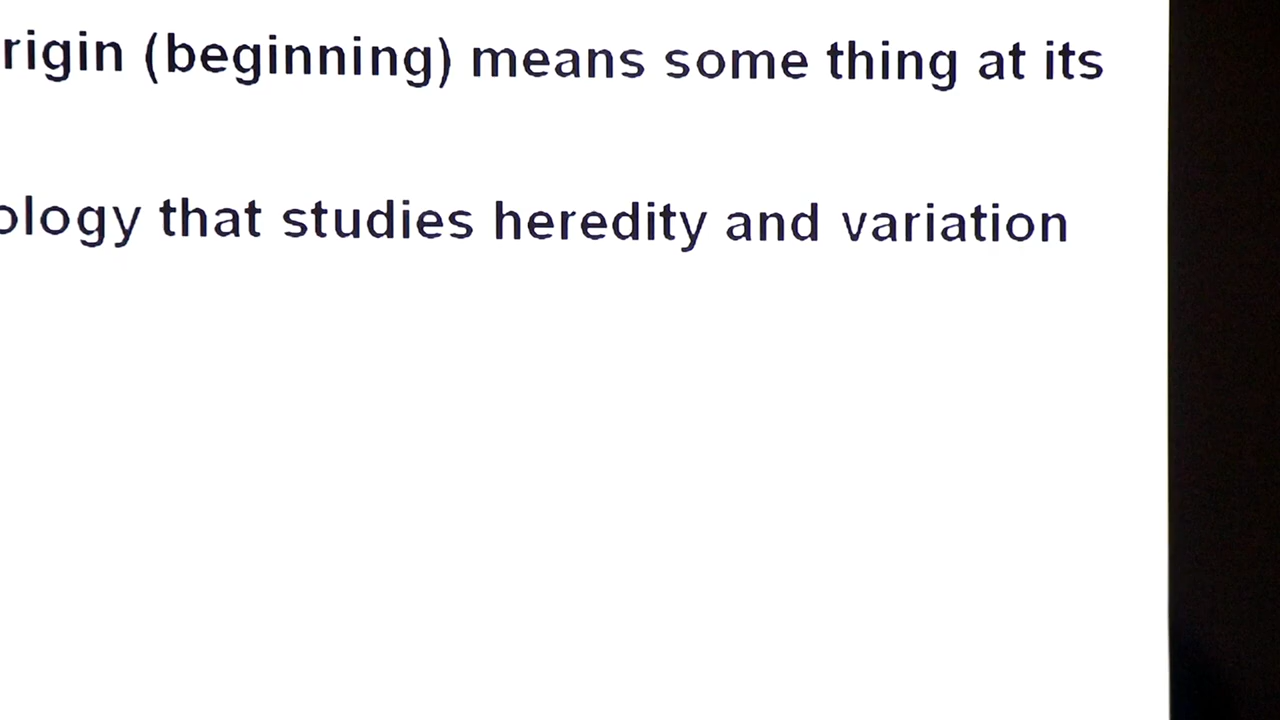 rigin (beginning) means some thing at its
ology that studies heredity and variation